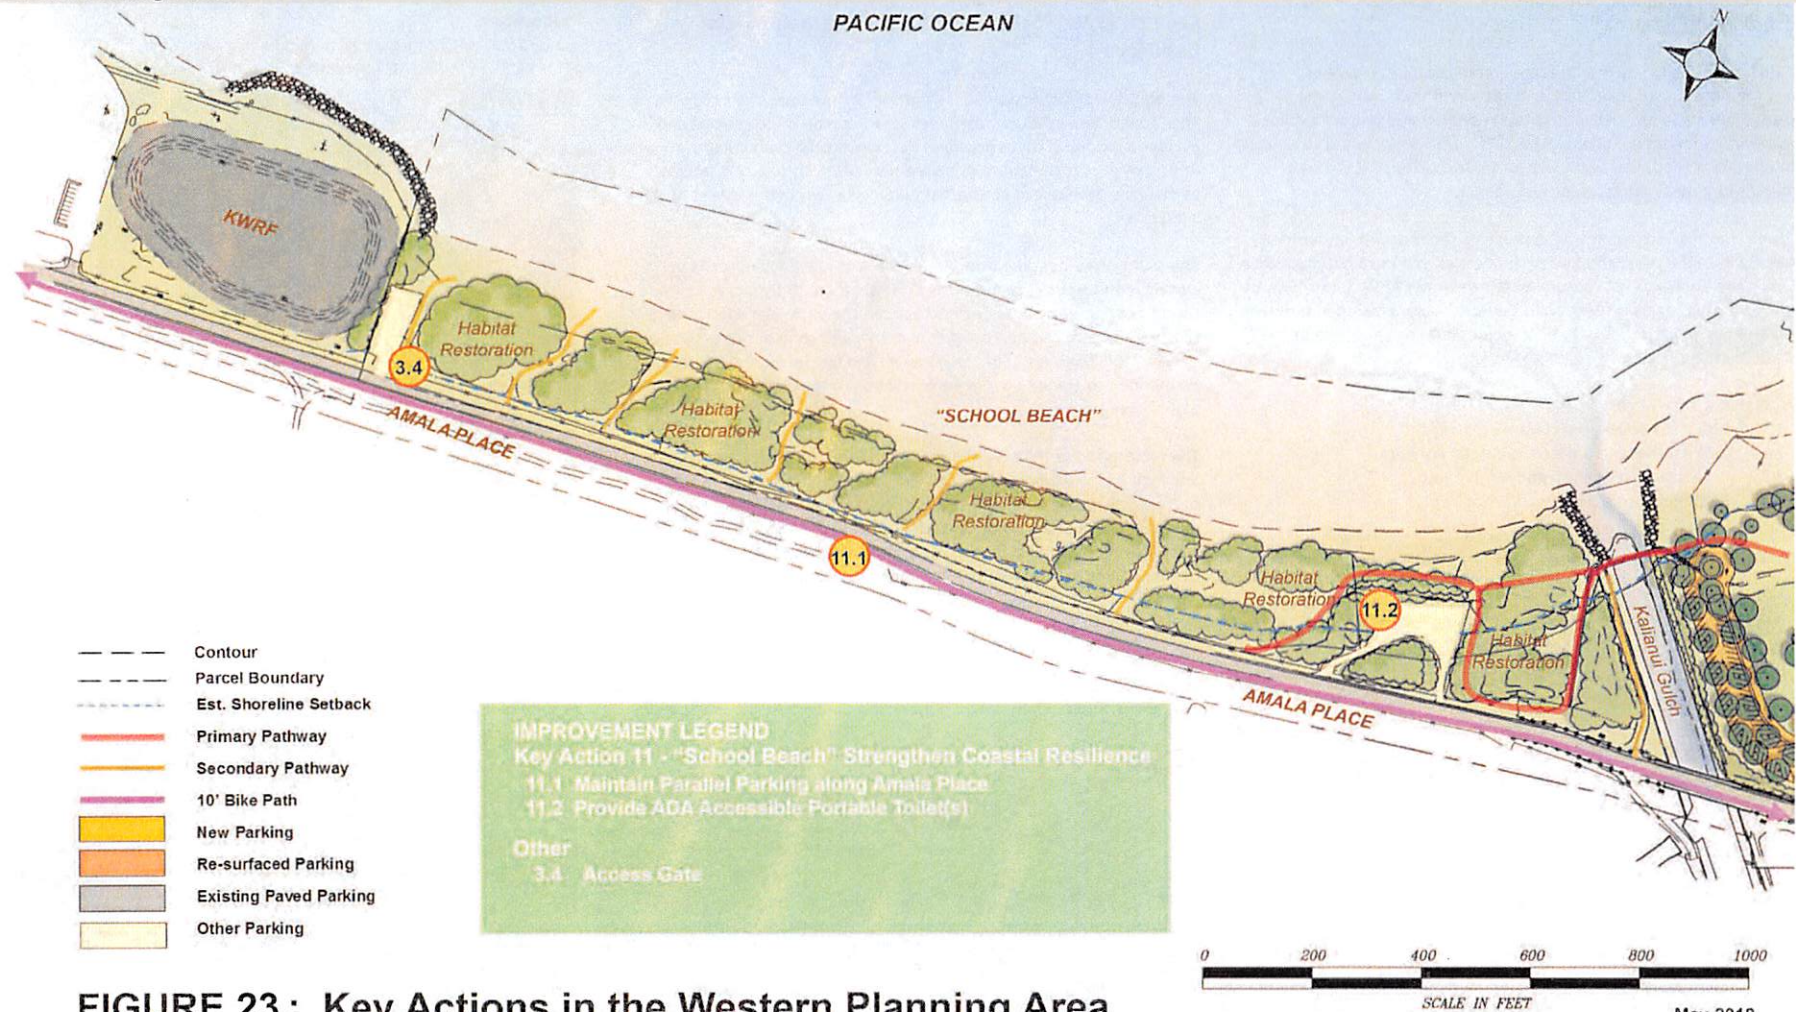 PACIFIC OCEAN
N
KWRF
Habitat
Restoration
3.4
AMALA PLACE
Habitat
Restoration
"SCHOOL BEACH"
Habitat
Restoration
11.1
Habitat
Restoration
11.2
Habitat
Restoration
Kalianui Gulch
AMALA PLACE
Contour
Parcel Boundary
Est. Shoreline Setback
Primary Pathway
Secondary Pathway
10' Bike Path
New Parking
Re-surfaced Parking
Existing Paved Parking
Other Parking
IMPROVEMENT LEGEND
Key Action 11 - "School Beach" Strengthen Coastal Resilience
11.1 Maintain Parallel Parking along Amala Place
11.2 Provide ADA Accessible Portable Toilet(s)
Other
3.4 Access Gate
0 200 400 600 800 1000
SCALE IN FEET
FIGURE 23: Key Actions in the Western Planning Area